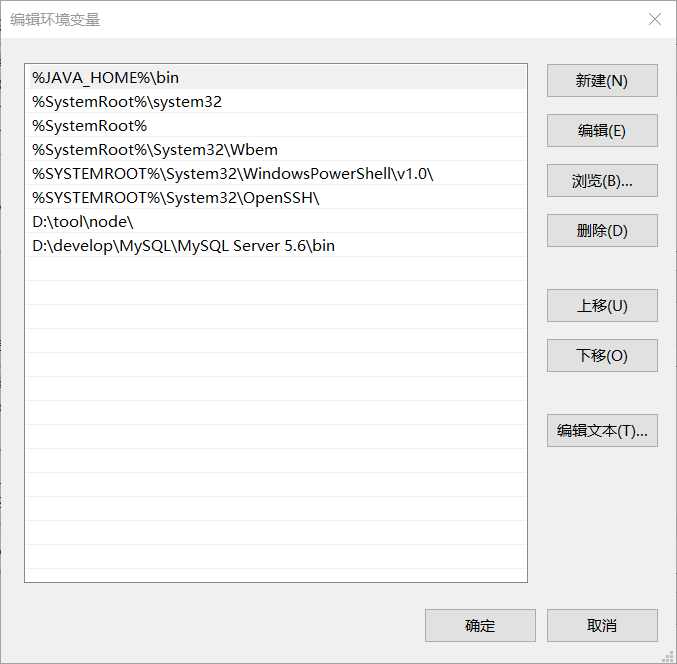 编辑环境变量
%JAVA_HOME%\bin
%SystemRoot%\system32
%SystemRoot%
%SystemRoot%\System32\Wbem
%SYSTEMROOT%\System32\WindowsPowerShell\v1.0\
%SYSTEMROOT%\System32\OpenSSH\
D:\tool\node\
D:\develop\MySQL\MySQL Server 5.6\bin
新建(N)
编辑(E)
浏览(B)...
删除(D)
上移(U)
下移(O)
编辑文本(T)...
确定
取消